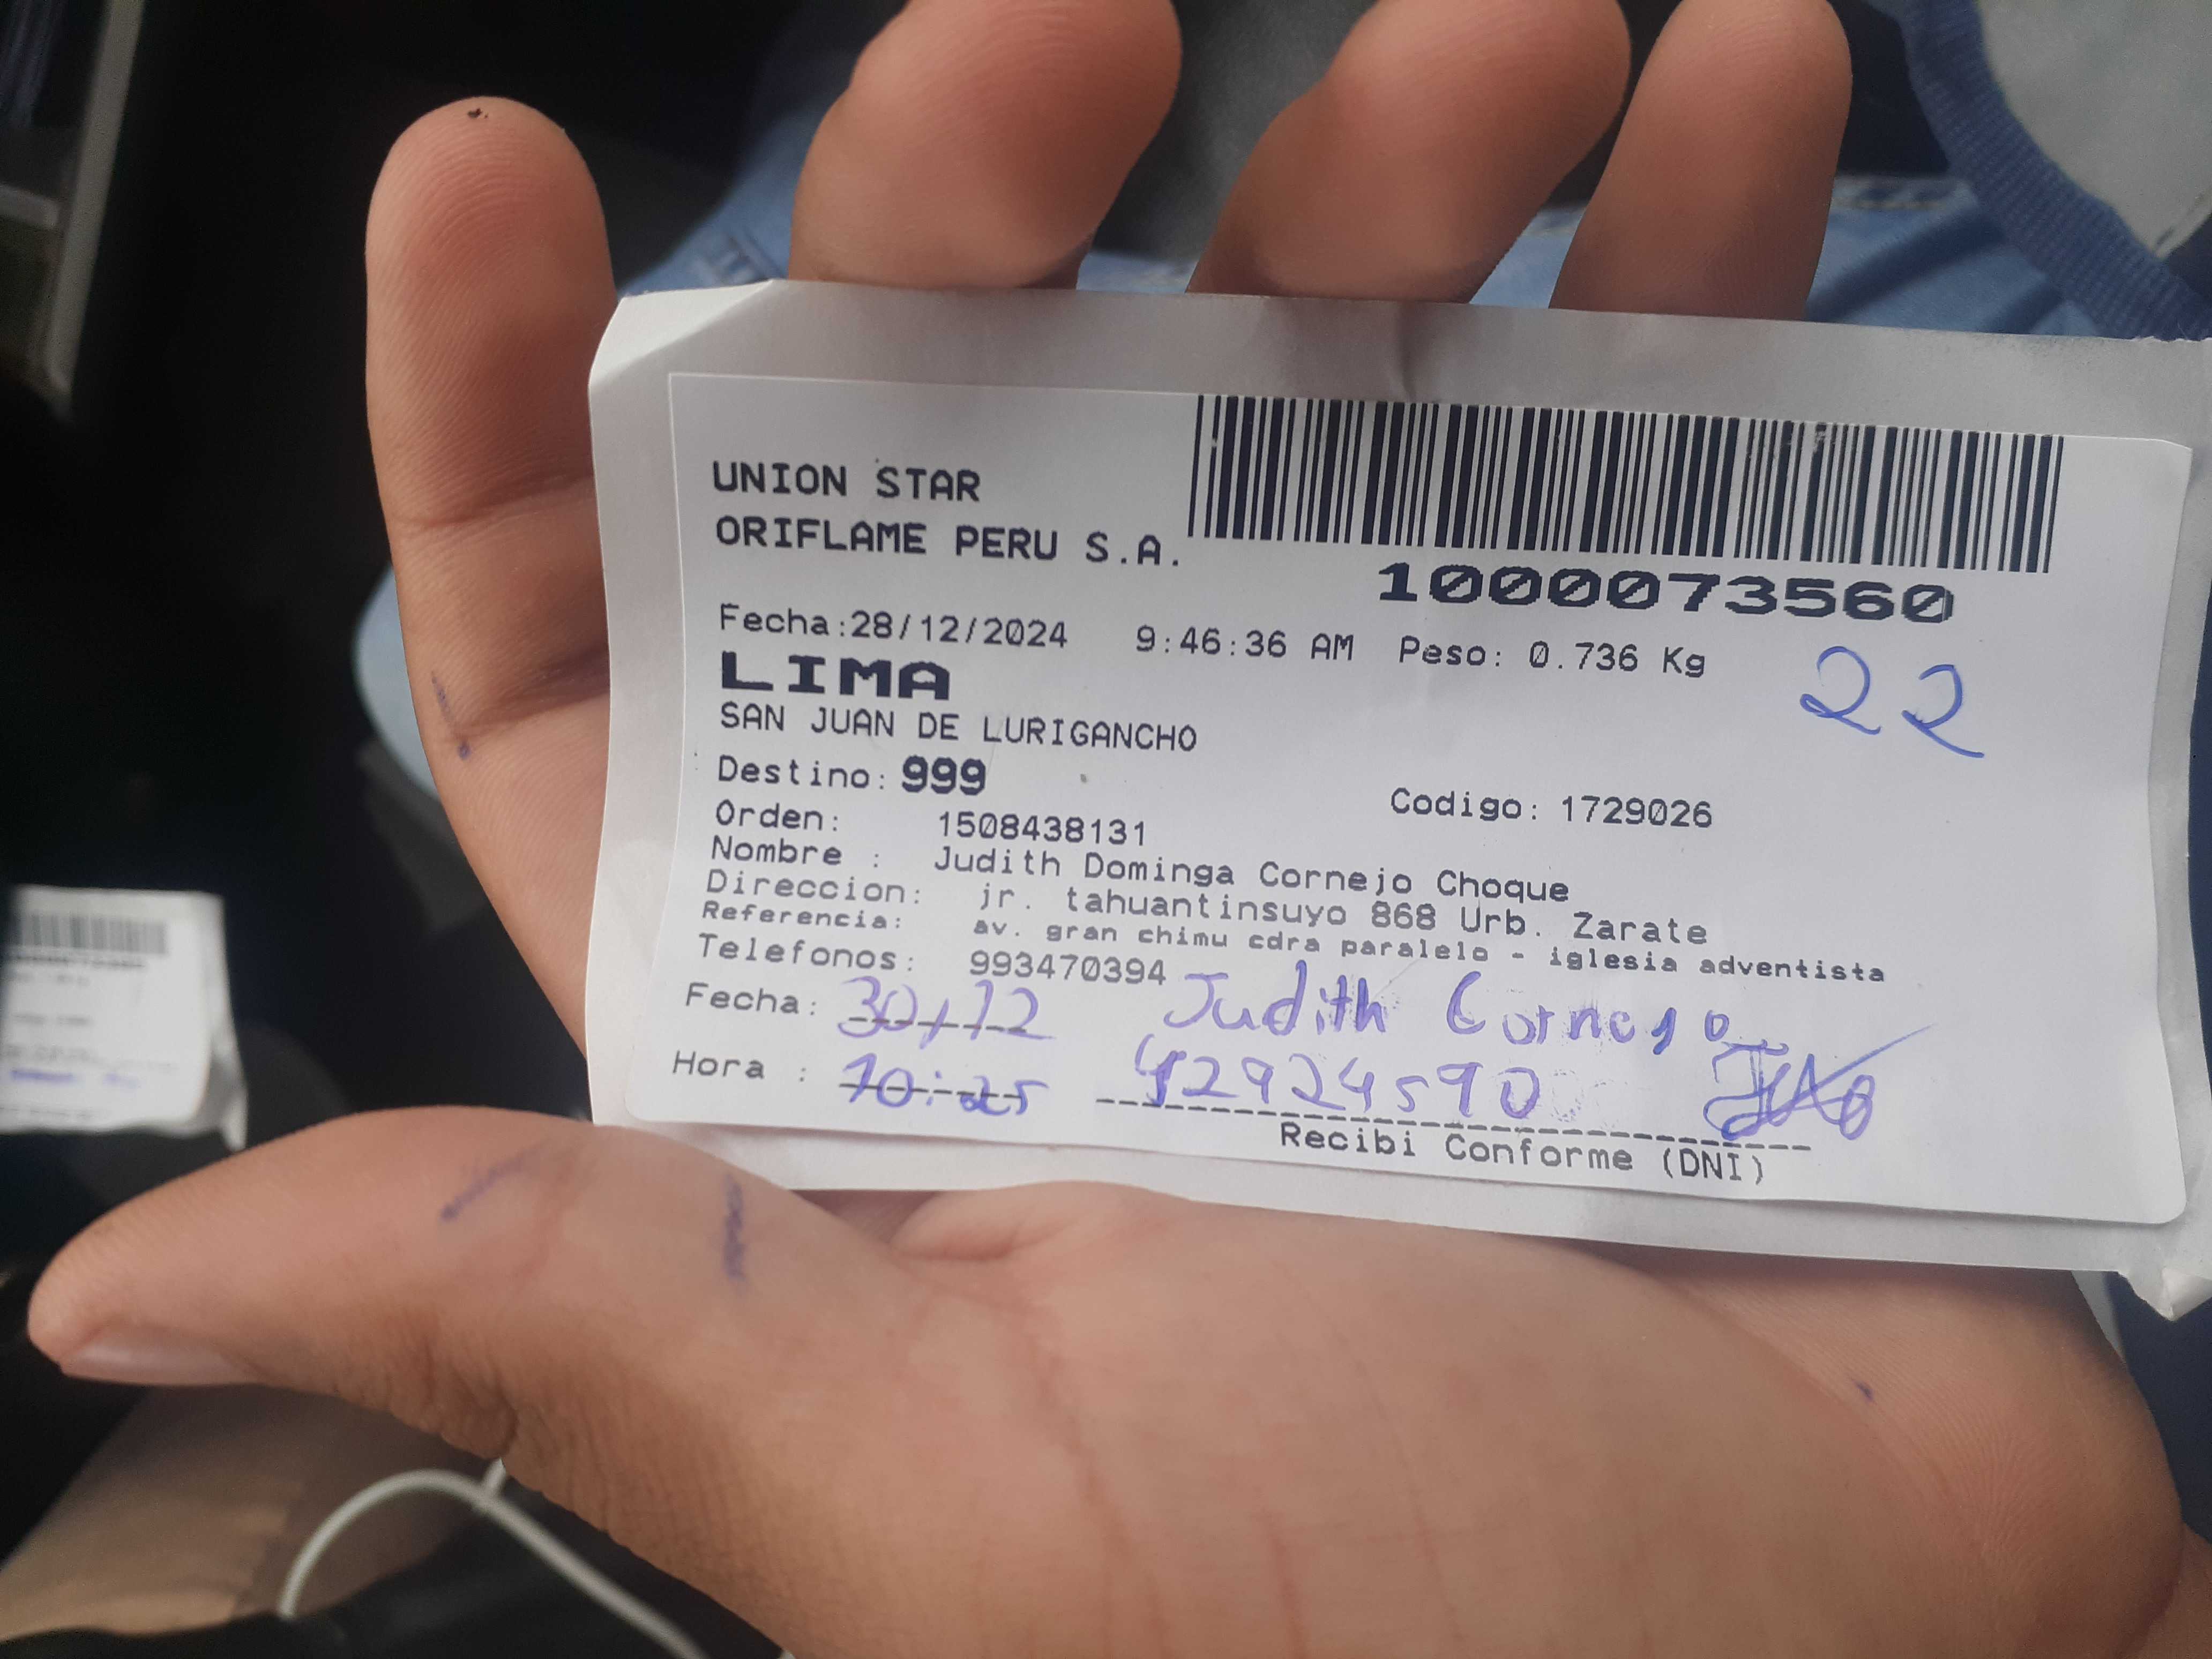 UNION STAR
ORIFLAME PERU S.A.
1000073560
Fecha:28/12/2024 9:46:36 AM Peso: 0.736 Kg
22
LIMA
SAN JUAN DE LURIGANCHO
Destino: 999
Codigo: 1729026
Orden: 1508438131
Nombre : Judith Dominga Cornejo Choque
Direccion: jr. tahuantinsuyo 868 Urb. Zarate
Referencia: av. gran chimu cdra paralelo - iglesia adventista
Telefonos: 993470394
Fecha: 30/12 Judith Cornejo
Hora : 10:25 42924590
Recibi Conforme (DNI)